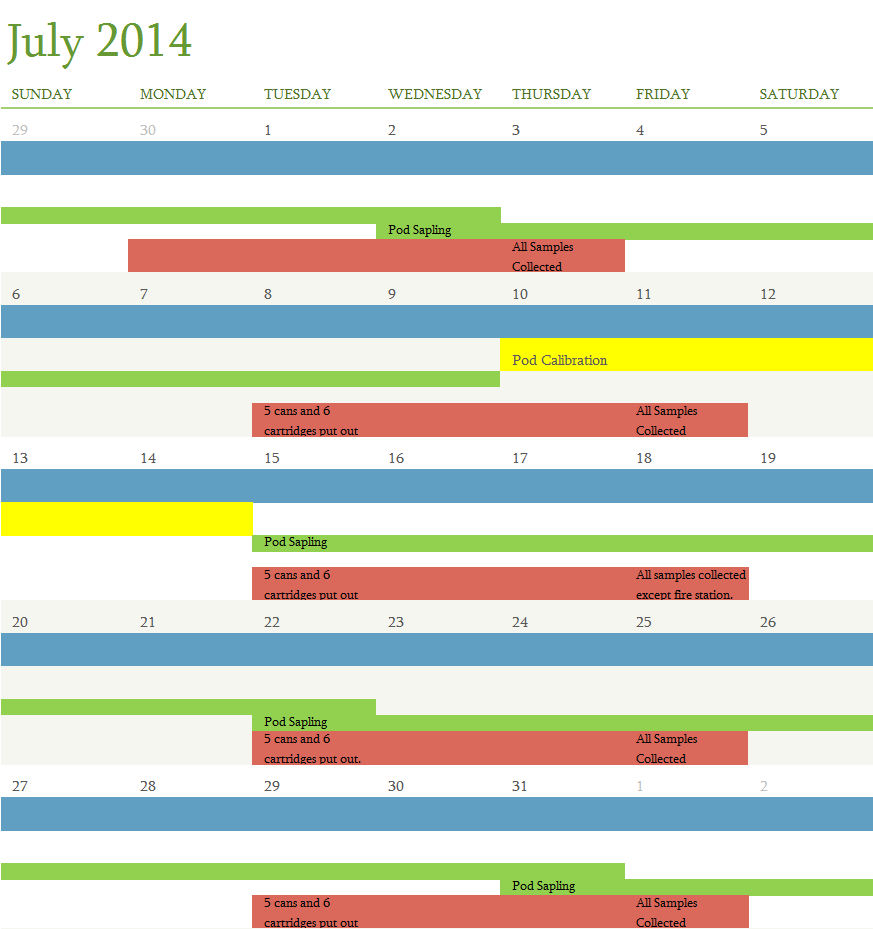 July 2014
SUNDAY MONDAY TUESDAY WEDNESDAY THURSDAY FRIDAY SATURDAY
29 30 1 2 3 4 5
Pod Sapling
All Samples
Collected
6 7 8 9 10 11 12
Pod Calibration
5 cans and 6 All Samples
cartridges put out Collected
13 14 15 16 17 18 19
Pod Sapling
5 cans and 6 All samples collected
cartridges put out except fire station.
20 21 22 23 24 25 26
Pod Sapling
5 cans and 6 All Samples
cartridges put out. Collected
27 28 29 30 31 1 2
Pod Sapling
5 cans and 6 All Samples
cartridges put out Collected